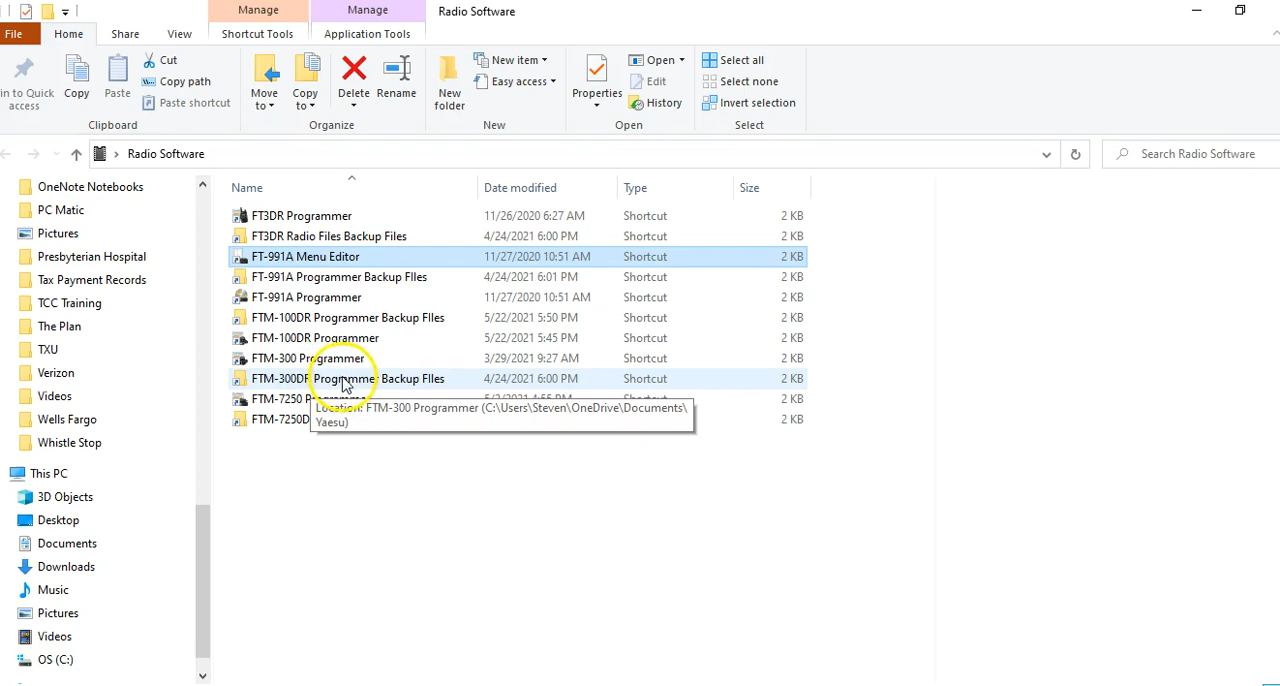 Manage Manage Radio Software
File Home Share View Shortcut Tools Application Tools
in to Quick access
Copy
Paste
Cut
Copy path
Paste shortcut
Clipboard
Move to
Copy to
Delete
Rename
Organize
New folder
New item
Easy access
New
Properties
Open
Edit
History
Open
Select all
Select none
Invert selection
Select
Radio Software
Search Radio Software
OneNote Notebooks
PC Matic
Pictures
Presbyterian Hospital
Tax Payment Records
TCC Training
The Plan
TXU
Verizon
Videos
Wells Fargo
Whistle Stop
This PC
3D Objects
Desktop
Documents
Downloads
Music
Pictures
Videos
OS (C:)
Name Date modified Type Size
FT3DR Programmer 11/26/2020 6:27 AM Shortcut 2 KB
FT3DR Radio Files Backup Files 4/24/2021 6:00 PM Shortcut 2 KB
FT-991A Menu Editor 11/27/2020 10:51 AM Shortcut 2 KB
FT-991A Programmer Backup FIles 4/24/2021 6:01 PM Shortcut 2 KB
FT-991A Programmer 11/27/2020 10:51 AM Shortcut 2 KB
FTM-100DR Programmer Backup FIles 5/22/2021 5:50 PM Shortcut 2 KB
FTM-100DR Programmer 5/22/2021 5:45 PM Shortcut 2 KB
FTM-300 Programmer 3/29/2021 9:27 AM Shortcut 2 KB
FTM-300DR Programmer Backup FIles 4/24/2021 6:00 PM Shortcut 2 KB
FTM-7250 Programmer Shortcut 2 KB
FTM-7250D 2 KB
Location: FTM-300 Programmer (C:\Users\Steven\OneDrive\Documents\
Yaesu)